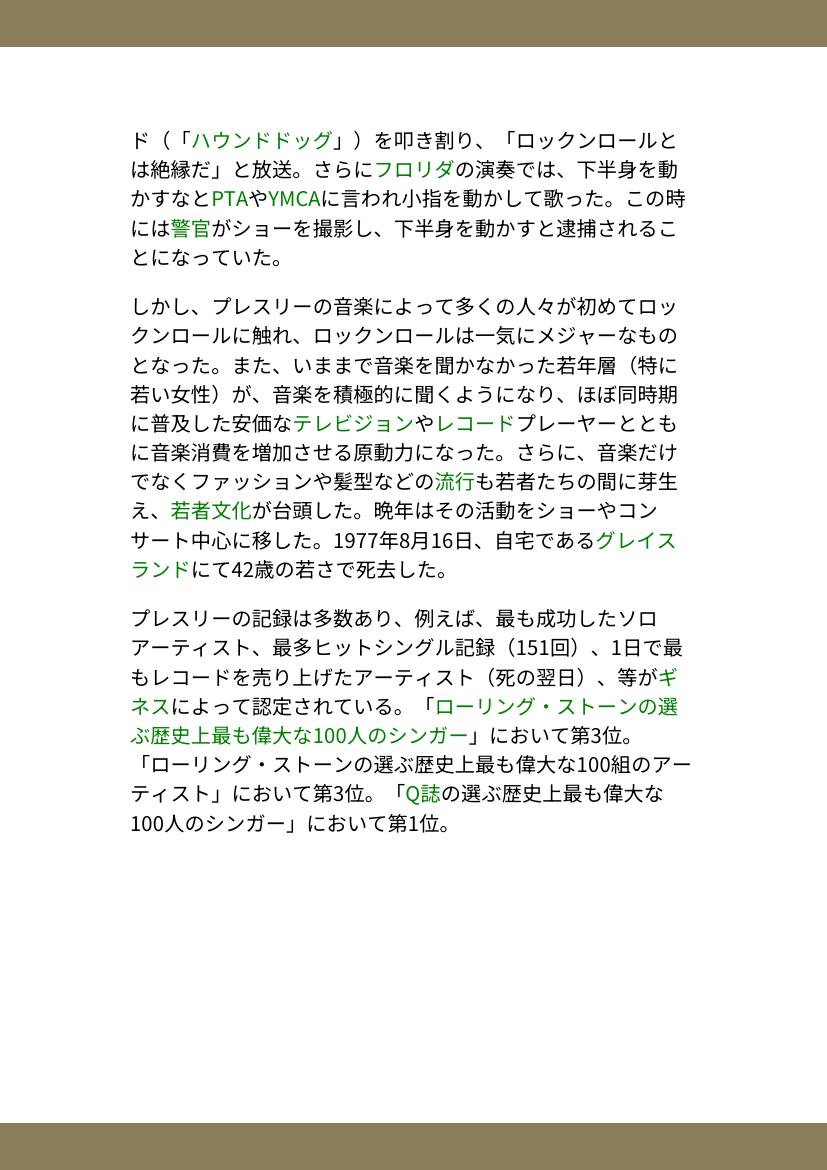 ド（「ハウンドドッグ」）を叩き割り、「ロックンロールと
は絶縁だ」と放送。さらにフロリダの演奏では、下半身を動
かすなとPTAやYMCAに言われ小指を動かして歌った。この時
には警官がショーを撮影し、下半身を動かすと逮捕されるこ
とになっていた。
しかし、プレスリーの音楽によって多くの人々が初めてロッ
クンロールに触れ、ロックンロールは一気にメジャーなもの
となった。また、いままで音楽を聞かなかった若年層（特に
若い女性）が、音楽を積極的に聞くようになり、ほぼ同時期
に普及した安価なテレビジョンやレコードプレーヤーととも
に音楽消費を増加させる原動力になった。さらに、音楽だけ
でなくファッションや髪型などの流行も若者たちの間に芽生
え、若者文化が台頭した。晩年はその活動をショーやコン
サート中心に移した。1977年8月16日、自宅であるグレイス
ランドにて42歳の若さで死去した。
プレスリーの記録は多数あり、例えば、最も成功したソロ
アーティスト、最多ヒットシングル記録（151回）、1日で最
もレコードを売り上げたアーティスト（死の翌日）、等がギ
ネスによって認定されている。「ローリング・ストーンの選
ぶ歴史上最も偉大な100人のシンガー」において第3位。
「ローリング・ストーンの選ぶ歴史上最も偉大な100組のアー
ティスト」において第3位。「Q誌の選ぶ歴史上最も偉大な
100人のシンガー」において第1位。